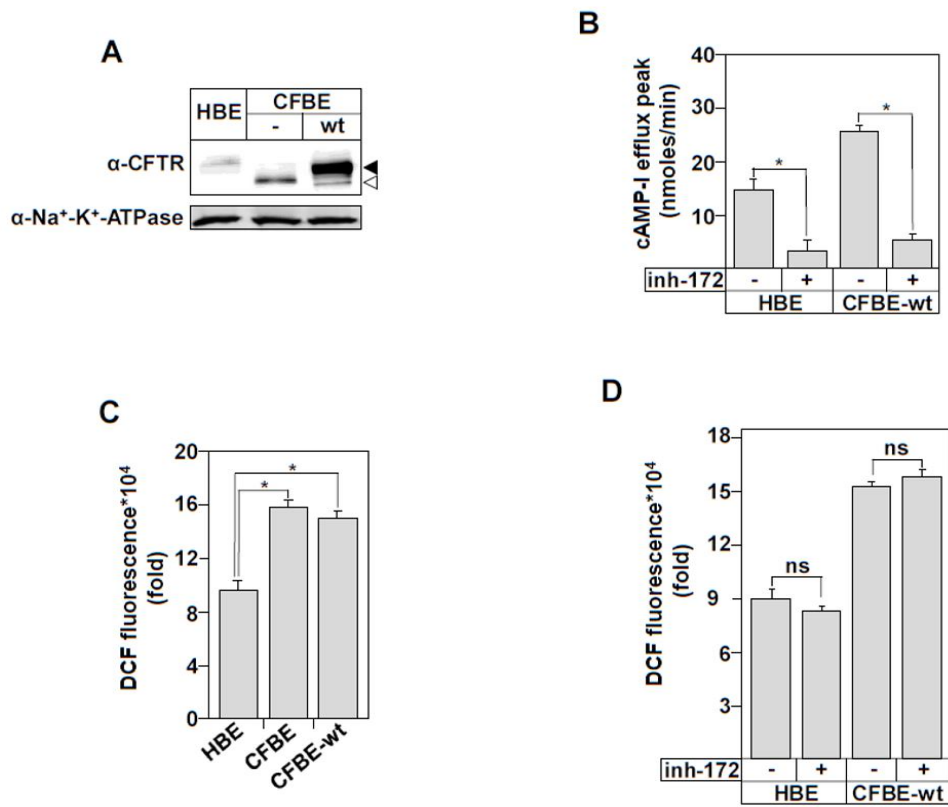 A
HBE CFBE
- wt
α-CFTR
α-Na⁺-K⁺-ATPase
B
cAMP-I efflux peak
(nmoles/min)
40
30
20
10
*
*
inh-172 - + - +
HBE CFBE-wt
C
DCF fluorescence*10⁴
(fold)
20
16
12
8
4
0
*
*
HBE CFBE CFBE-wt
D
DCF fluorescence*10⁴
(fold)
18
15
12
9
6
3
ns
ns
inh-172 - + - +
HBE CFBE-wt